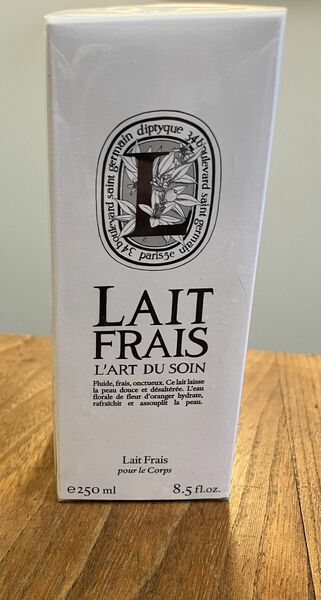 34 boulevard saint germain diptyque 34 boulevard saint germain
paris5e
L
LAIT
FRAIS
L'ART DU SOIN
Fluide, frais, onctueux. Ce lait laisse
la peau douce et désaltérée. L'eau
florale de fleur d'oranger hydrate,
rafraîchit et assouplit la peau.
Lait Frais
pour le Corps
℮250 ml 8.5 fl.oz.